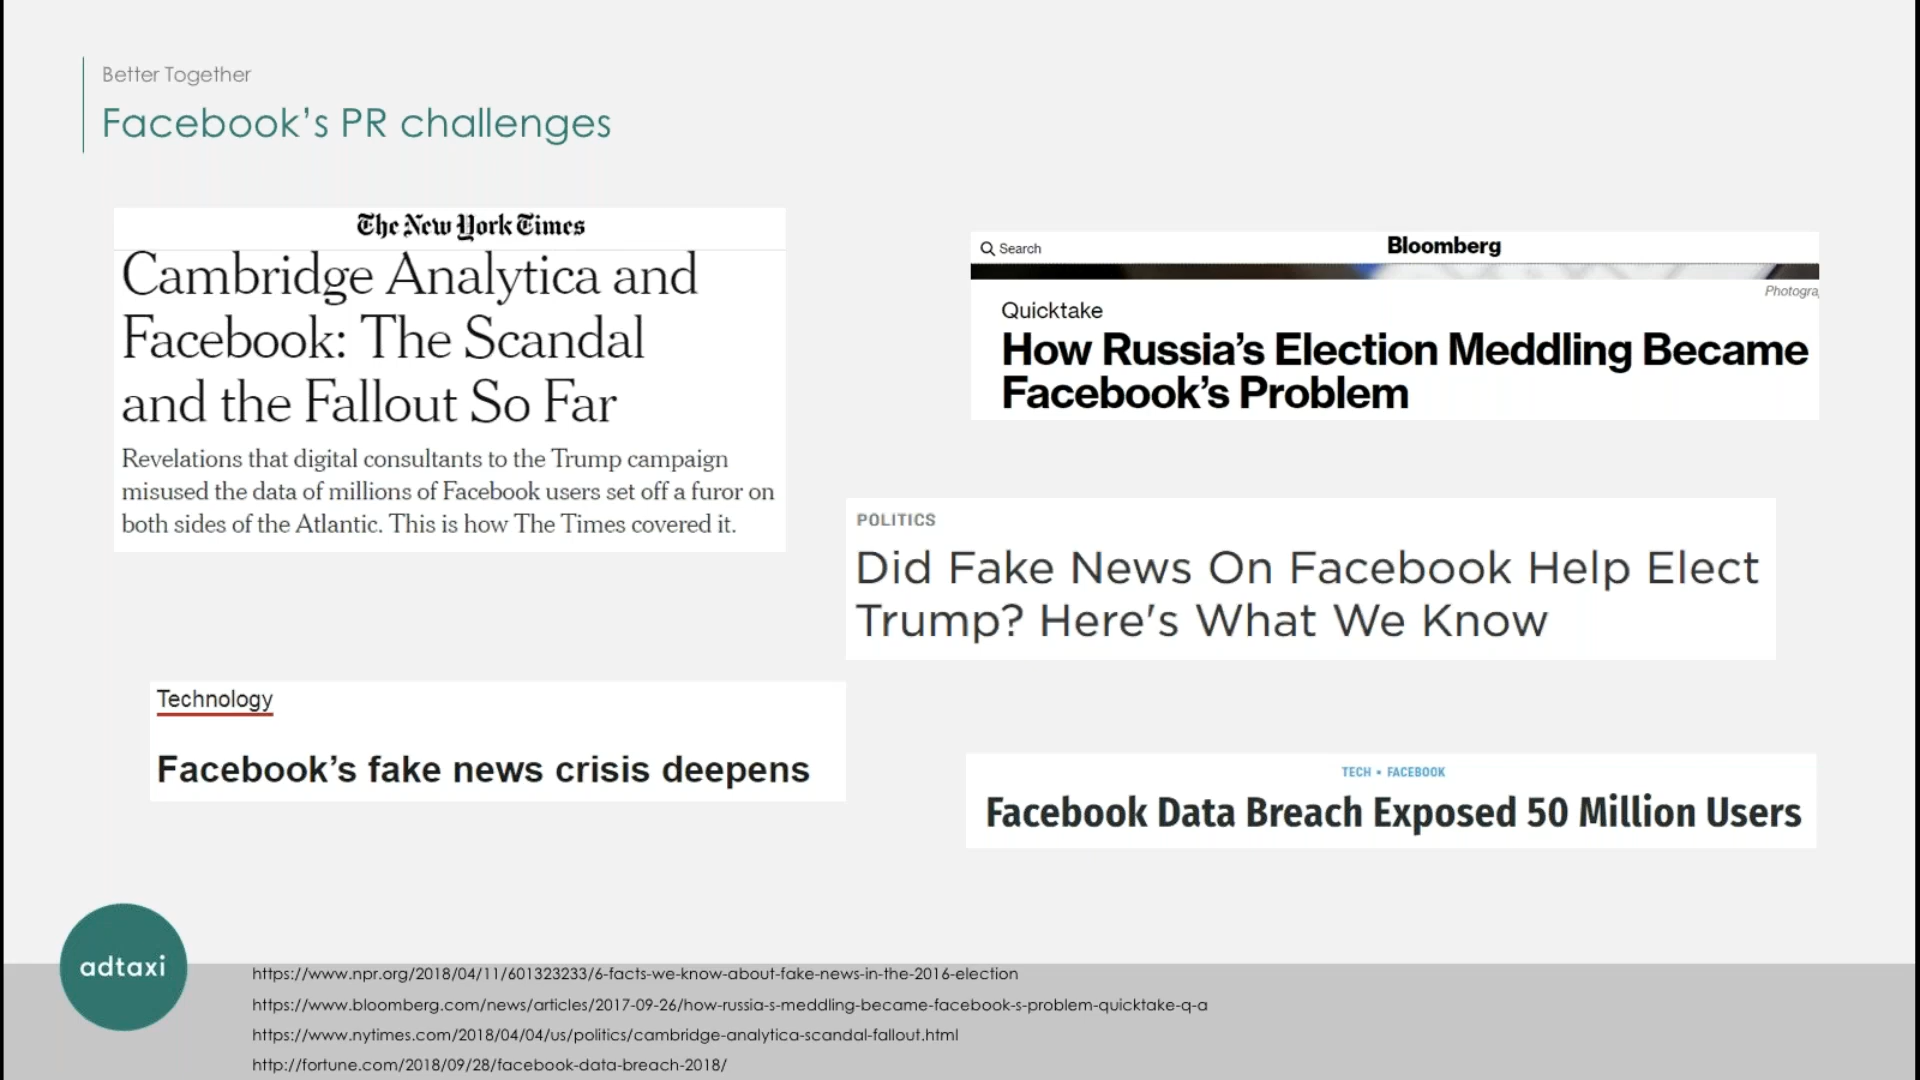 Better Together
Facebook’s PR challenges
The New York Times
Cambridge Analytica and
Facebook: The Scandal
and the Fallout So Far
Revelations that digital consultants to the Trump campaign
misused the data of millions of Facebook users set off a furor on
both sides of the Atlantic. This is how The Times covered it.
Search
Bloomberg
Photogra
Quicktake
How Russia’s Election Meddling Became
Facebook’s Problem
POLITICS
Did Fake News On Facebook Help Elect
Trump? Here's What We Know
Technology
Facebook’s fake news crisis deepens
TECH • FACEBOOK
Facebook Data Breach Exposed 50 Million Users
adtaxi
https://www.npr.org/2018/04/11/601323233/6-facts-we-know-about-fake-news-in-the-2016-election
https://www.bloomberg.com/news/articles/2017-09-26/how-russia-s-meddling-became-facebook-s-problem-quicktake-q-a
https://www.nytimes.com/2018/04/04/us/politics/cambridge-analytica-scandal-fallout.html
http://fortune.com/2018/09/28/facebook-data-breach-2018/